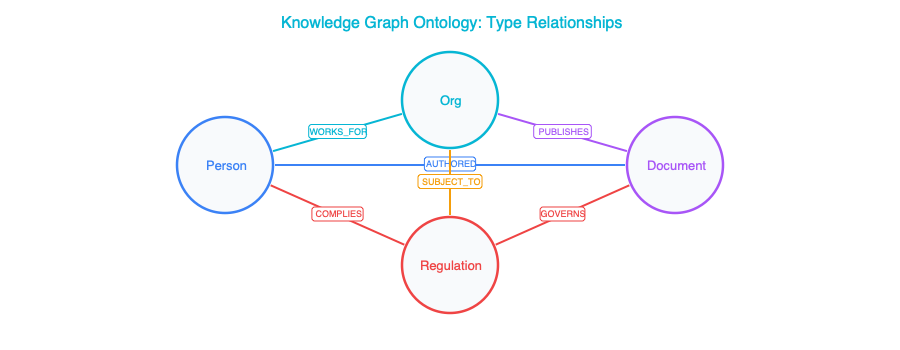 Knowledge Graph Ontology: Type Relationships
Org
WORKS_FOR
PUBLISHES
Person
AUTHORED
Document
SUBJECT_TO
COMPLIES
GOVERNS
Regulation